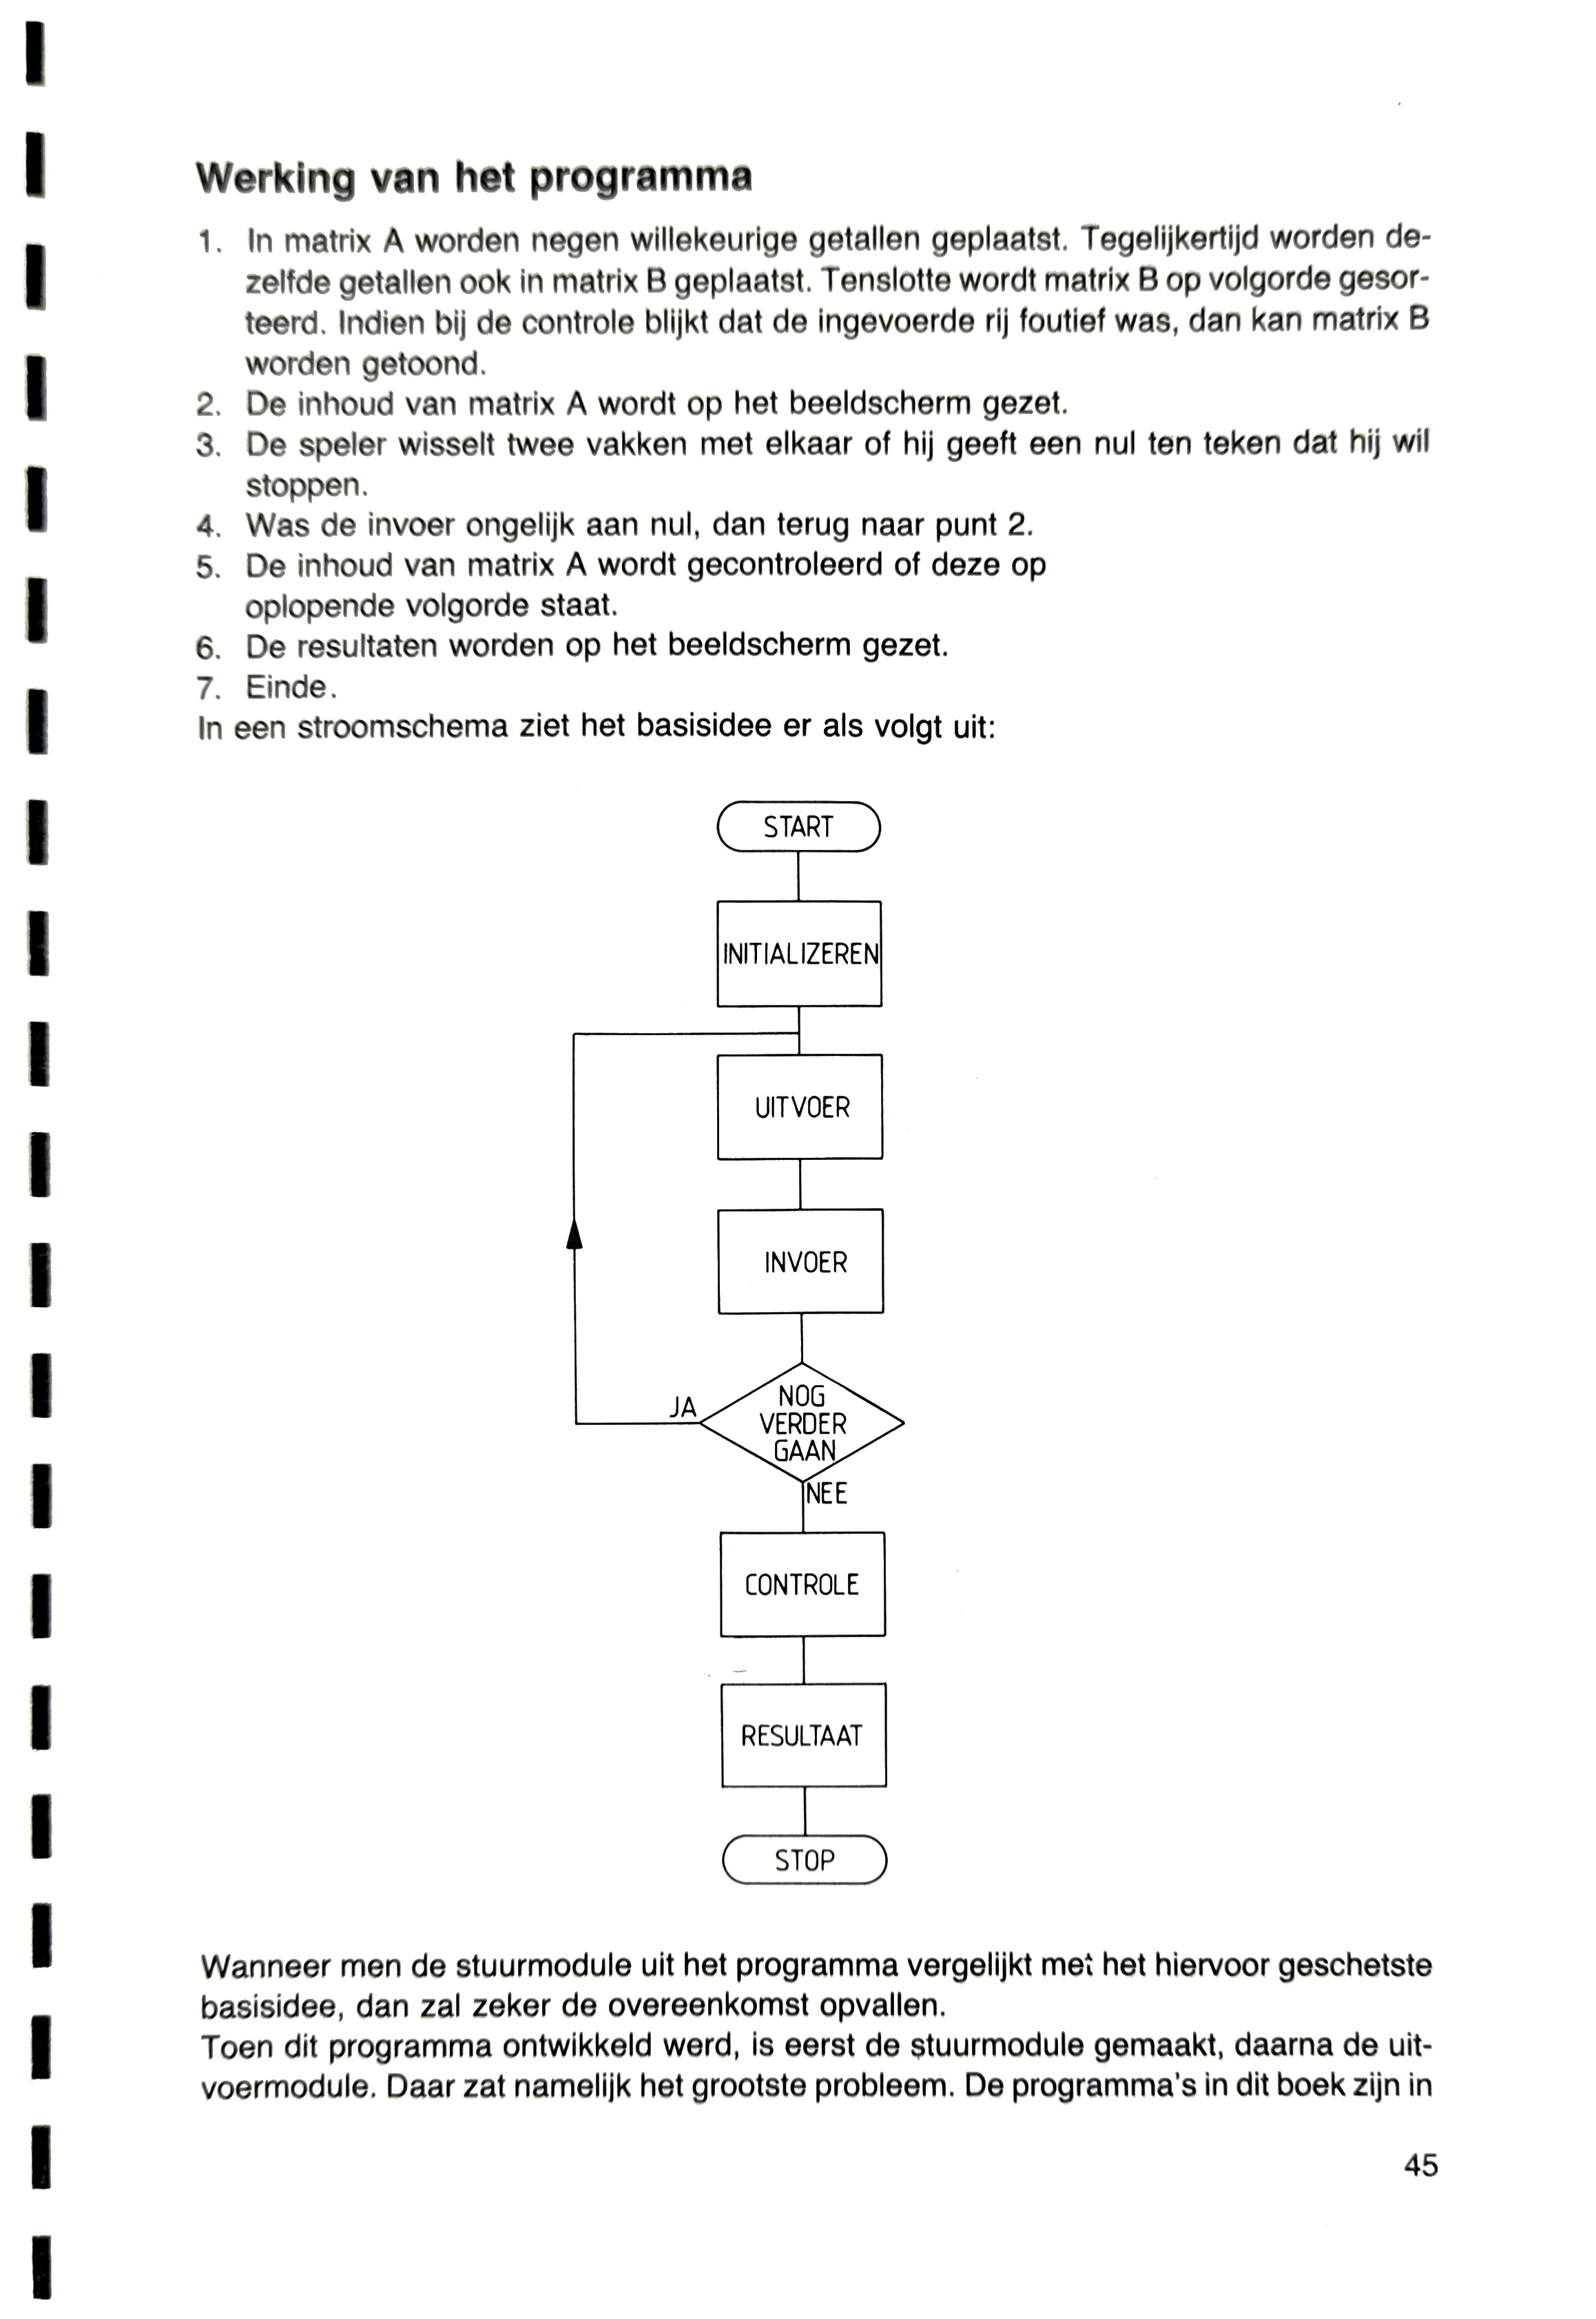 Werking van het programma
1. In matrix A worden negen willekeurige getallen geplaatst. Tegelijkertijd worden de-
zelfde getallen ook in matrix B geplaatst. Tenslotte wordt matrix B op volgorde gesor-
teerd. Indien bij de controle blijkt dat de ingevoerde rij foutief was, dan kan matrix B
worden getoond.
2. De inhoud van matrix A wordt op het beeldscherm gezet.
3. De speler wisselt twee vakken met elkaar of hij geeft een nul ten teken dat hij wil
stoppen.
4. Was de invoer ongelijk aan nul, dan terug naar punt 2.
5. De inhoud van matrix A wordt gecontroleerd of deze op
oplopende volgorde staat.
6. De resultaten worden op het beeldscherm gezet.
7. Einde.
In een stroomschema ziet het basisidee er als volgt uit:
START
INITIALIZEREN
UITVOER
INVOER
JA
NOG
VERDER
GAAN
NEE
CONTROLE
RESULTAAT
STOP
Wanneer men de stuurmodule uit het programma vergelijkt met het hiervoor geschetste
basisidee, dan zal zeker de overeenkomst opvallen.
Toen dit programma ontwikkeld werd, is eerst de stuurmodule gemaakt, daarna de uit-
voermodule. Daar zat namelijk het grootste probleem. De programma's in dit boek zijn in
45